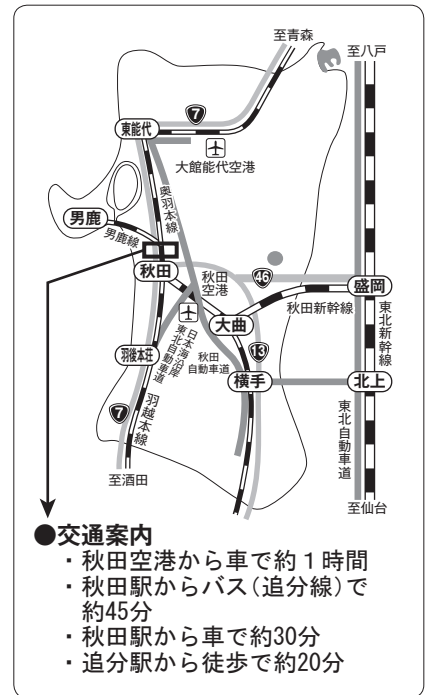 至青森
至八戸
7
東能代
大館能代空港
奥羽本線
男鹿
男鹿線
秋田
秋田
空港
46
盛岡
秋田新幹線
大曲
東北新幹線
日本海沿岸
東北自動車道
秋田
自動車道
13
羽後本荘
横手
北上
7
羽越本線
東北自動車道
至酒田
至仙台
●交通案内
・秋田空港から車で約１時間
・秋田駅からバス（追分線）で
約45分
・秋田駅から車で約30分
・追分駅から徒歩で約20分